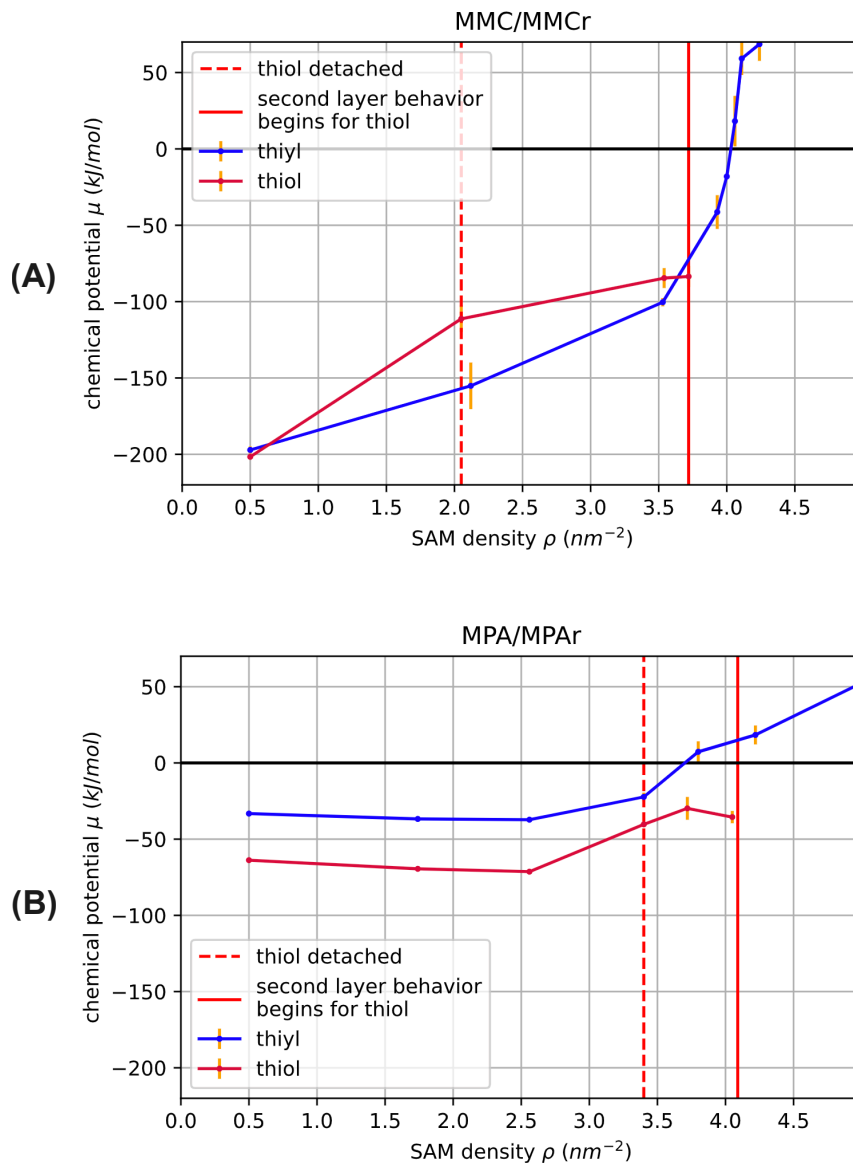 MMC/MMCr
(A)
chemical potential μ (kJ/mol)
50
0
−50
−100
−150
−200
thiol detached
second layer behavior
begins for thiol
thiyl
thiol
0.0 0.5 1.0 1.5 2.0 2.5 3.0 3.5 4.0 4.5
SAM density ρ (nm⁻²)
MPA/MPAr
(B)
chemical potential μ (kJ/mol)
50
0
−50
−100
−150
−200
thiol detached
second layer behavior
begins for thiol
thiyl
thiol
0.0 0.5 1.0 1.5 2.0 2.5 3.0 3.5 4.0 4.5
SAM density ρ (nm⁻²)